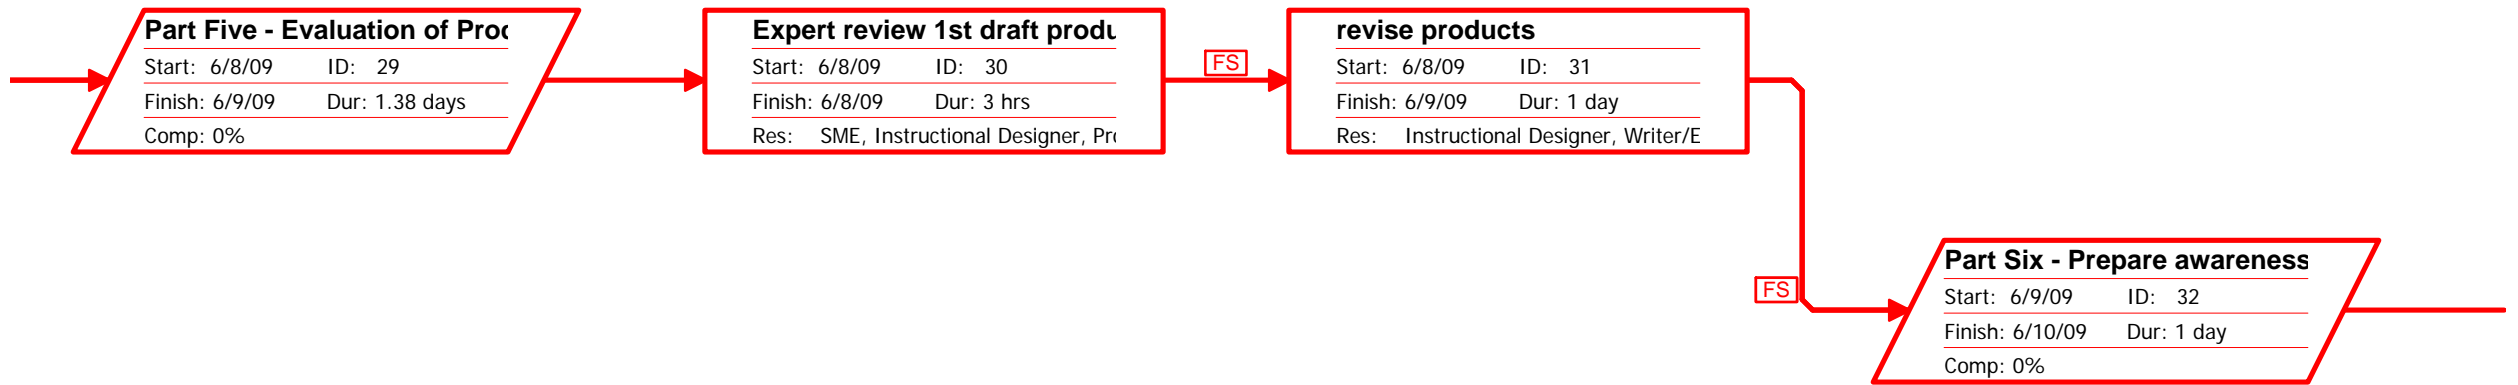 Part Five - Evaluation of Proc
Start: 6/8/09 ID: 29
Finish: 6/9/09 Dur: 1.38 days
Comp: 0%
Expert review 1st draft produ
Start: 6/8/09 ID: 30
Finish: 6/8/09 Dur: 3 hrs
Res: SME, Instructional Designer, Pro
FS
revise products
Start: 6/8/09 ID: 31
Finish: 6/9/09 Dur: 1 day
Res: Instructional Designer, Writer/E
FS
Part Six - Prepare awareness
Start: 6/9/09 ID: 32
Finish: 6/10/09 Dur: 1 day
Comp: 0%